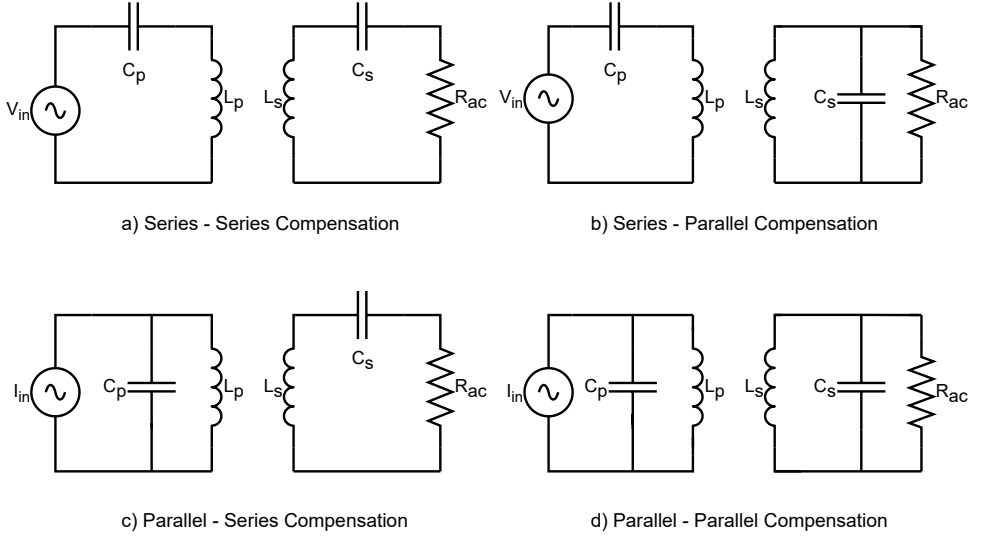 Cp
Cs
Cp
Vin
Lp
Ls
Rac
Vin
Lp
Ls
Cs
Rac
a) Series - Series Compensation
b) Series - Parallel Compensation
Cs
Iin
Cp
Lp
Ls
Rac
Iin
Cp
Lp
Ls
Cs
Rac
c) Parallel - Series Compensation
d) Parallel - Parallel Compensation